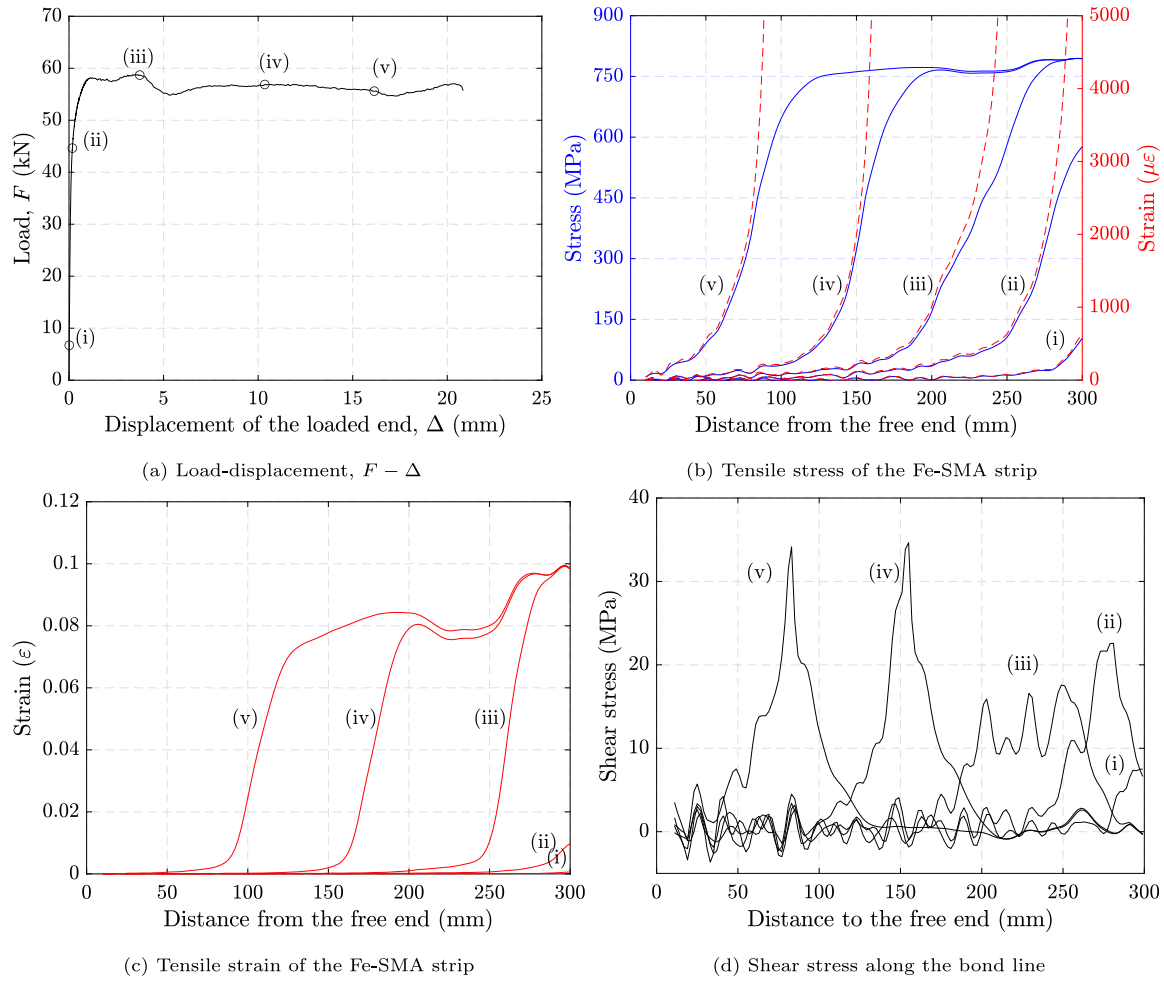 70
60
50
40
30
20
10
0
Load, F (kN)
(i)
(ii)
(iii)
(iv)
(v)
0 5 10 15 20 25
Displacement of the loaded end, Δ (mm)
(a) Load-displacement, F − Δ
900
750
600
450
300
150
0
Stress (MPa)
5000
4000
3000
2000
1000
0
Strain (με)
(v)
(iv)
(iii)
(ii)
(i)
0 50 100 150 200 250 300
Distance from the free end (mm)
(b) Tensile stress of the Fe-SMA strip
0.12
0.1
0.08
0.06
0.04
0.02
0
Strain (ε)
(v)
(iv)
(iii)
(ii)
(i)
0 50 100 150 200 250 300
Distance from the free end (mm)
(c) Tensile strain of the Fe-SMA strip
40
30
20
10
0
Shear stress (MPa)
(v)
(iv)
(iii)
(ii)
(i)
0 50 100 150 200 250 300
Distance to the free end (mm)
(d) Shear stress along the bond line